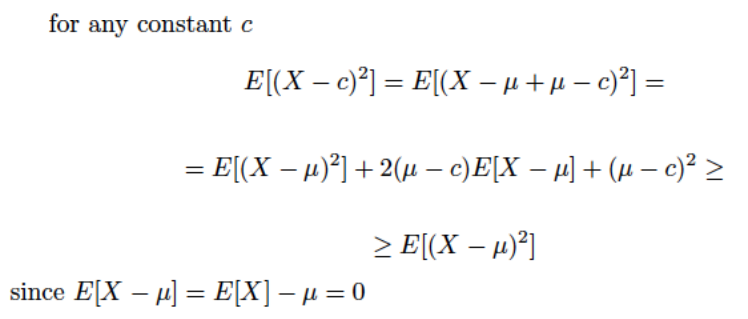 for any constant c
E[(X − c)²] = E[(X − μ + μ − c)²] =
= E[(X − μ)²] + 2(μ − c)E[X − μ] + (μ − c)² ≥
≥ E[(X − μ)²]
since E[X − μ] = E[X] − μ = 0